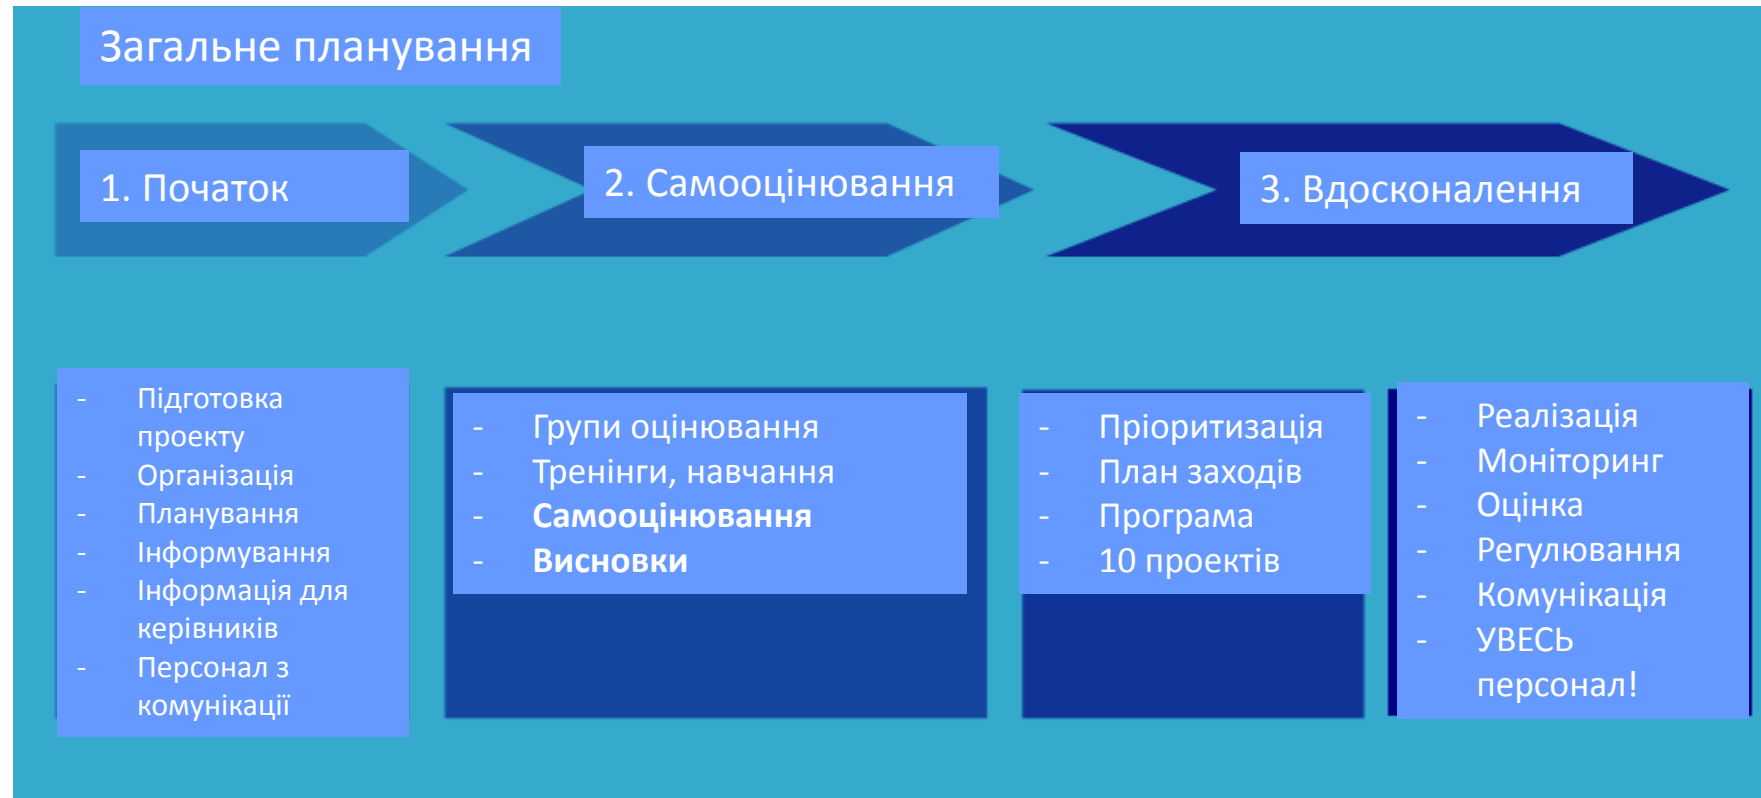 Загальне планування
1. Початок
2. Самооцінювання
3. Вдосконалення
- Підготовка
проекту
- Організація
- Планування
- Інформування
- Інформація для
керівників
- Персонал з
комунікації
- Групи оцінювання
- Тренінги, навчання
- Самооцінювання
- Висновки
- Пріоритизація
- План заходів
- Програма
- 10 проектів
- Реалізація
- Моніторинг
- Оцінка
- Регулювання
- Комунікація
- УВЕСЬ
персонал!